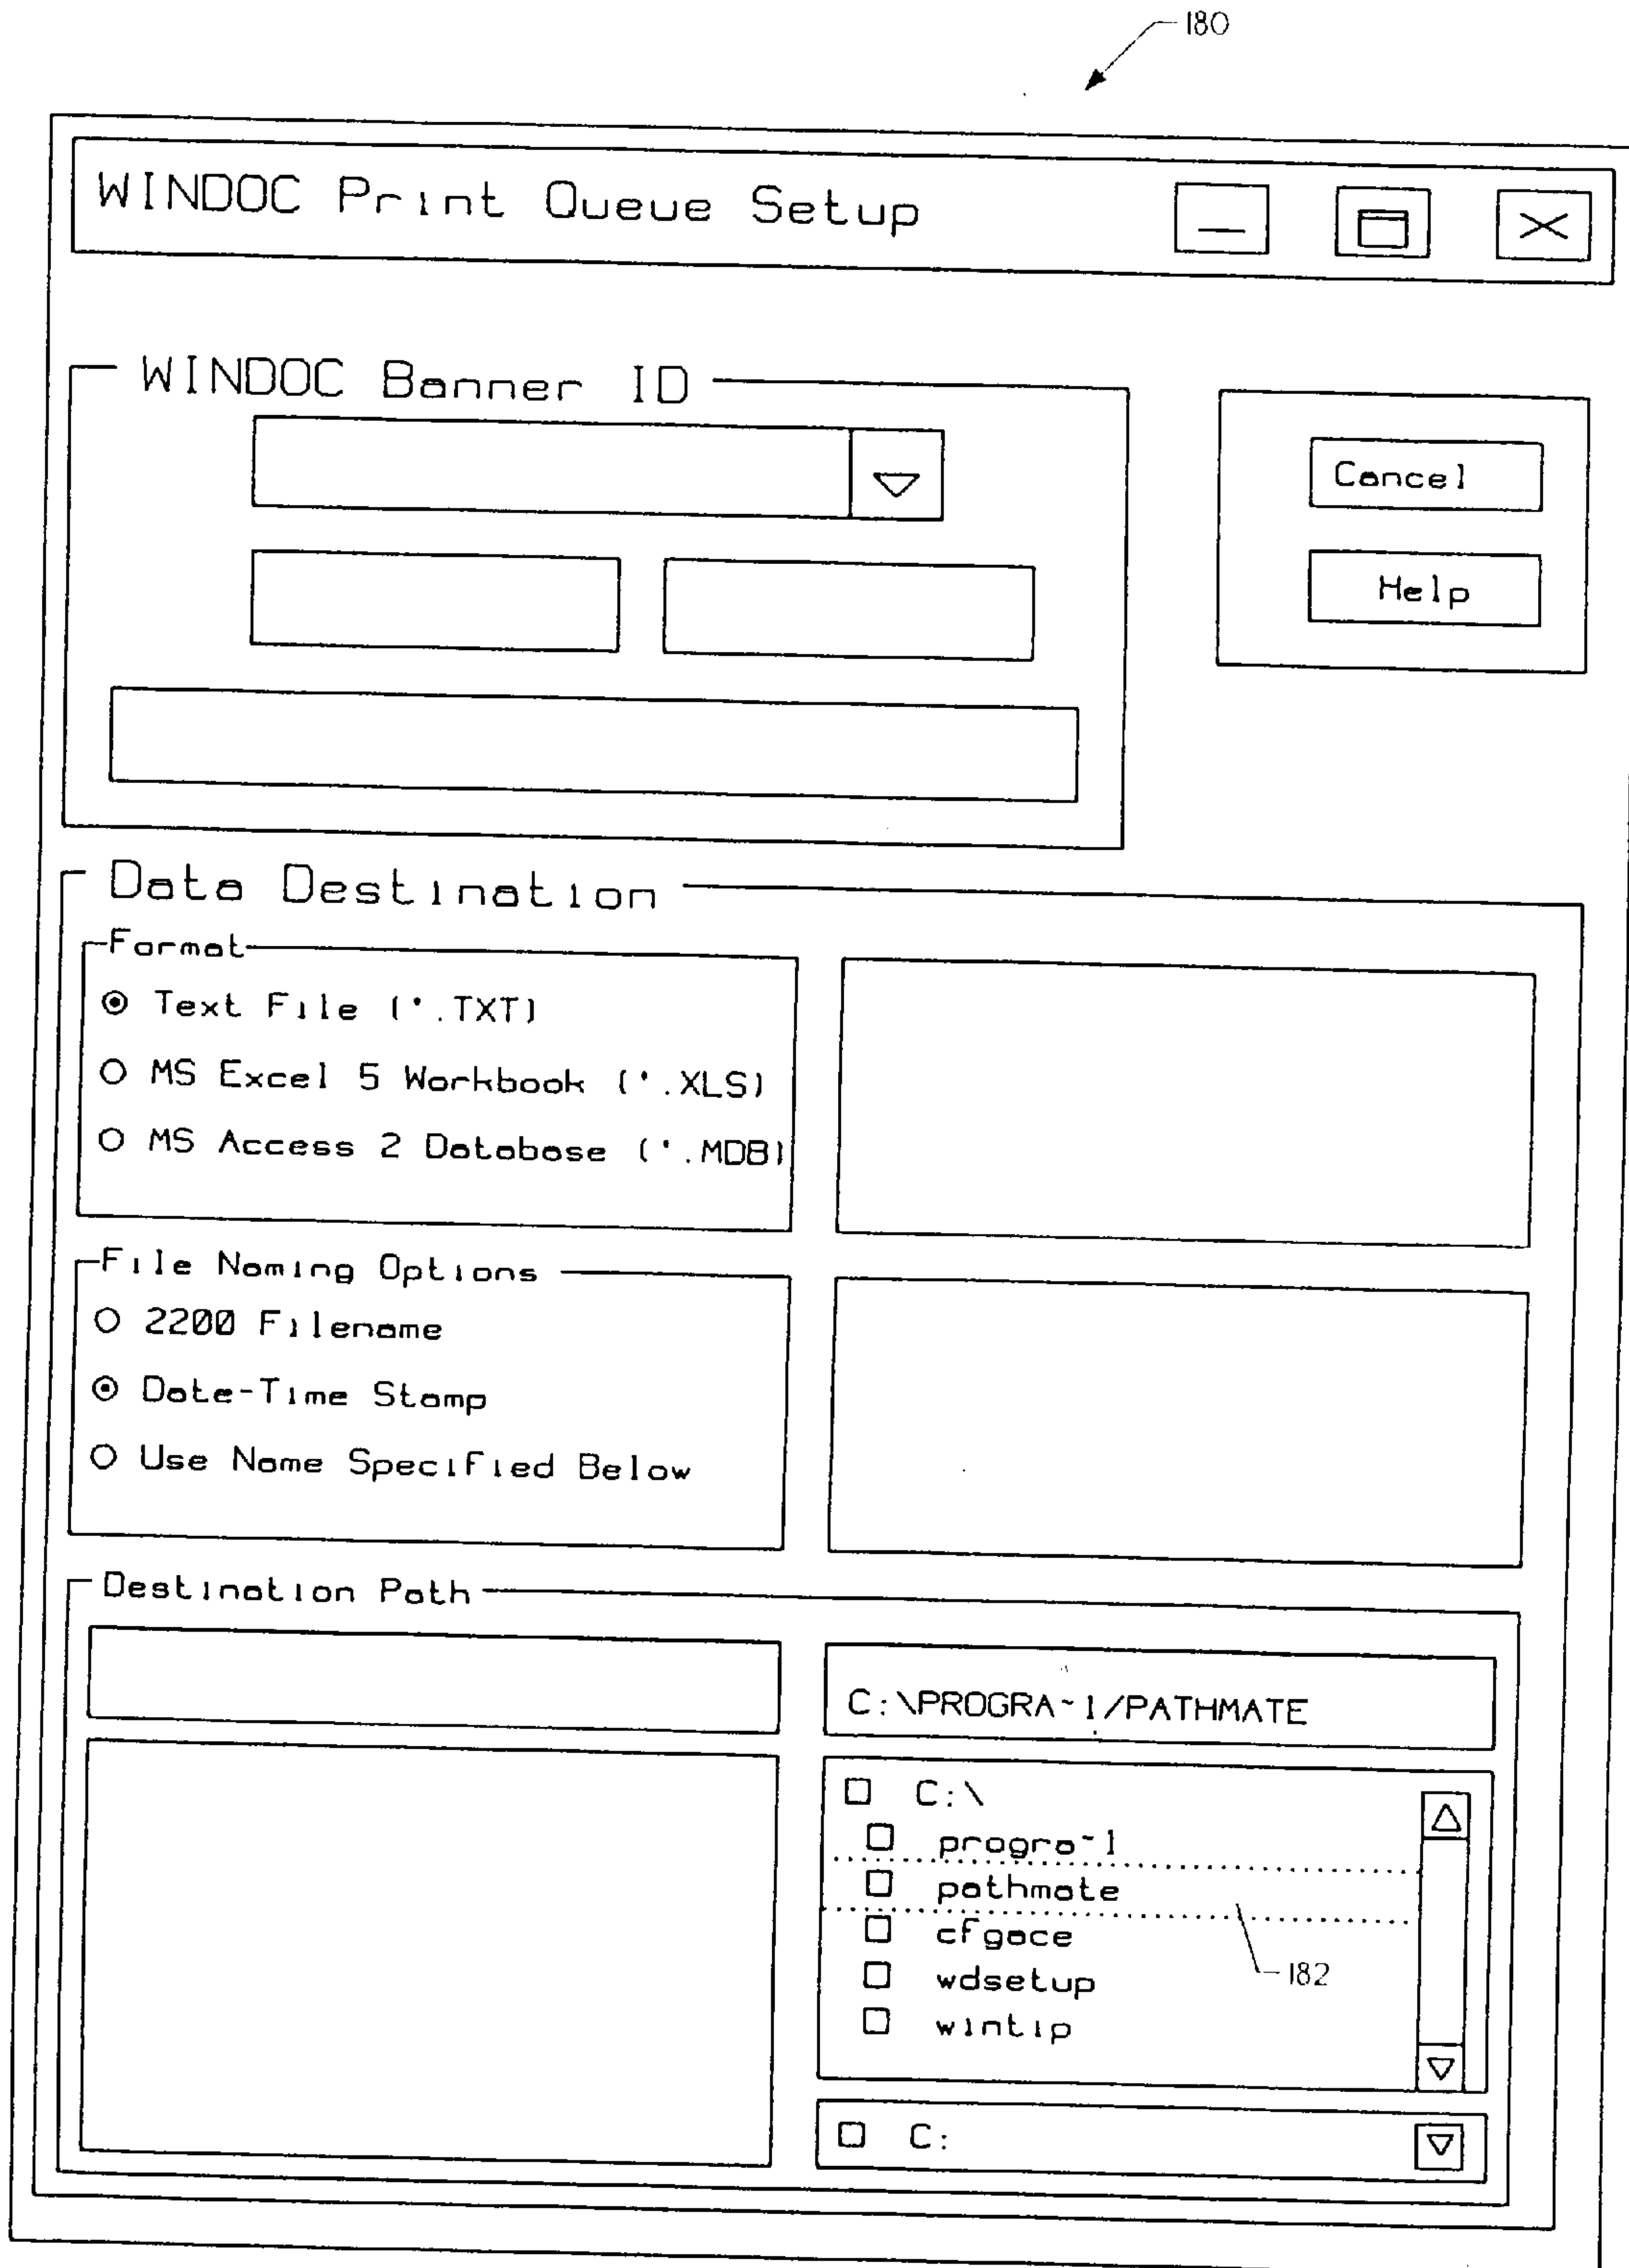 180
WINDOC Print Queue Setup
WINDOC Banner ID
Cancel
Help
Data Destination
Format
Text File (*.TXT)
MS Excel 5 Workbook (*.XLS)
MS Access 2 Database (*.MDB)
File Naming Options
2200 Filename
Date-Time Stamp
Use Name Specified Below
Destination Path
C:\PROGRA~1/PATHMATE
C:\
progra~1
pathmate
cfgace
wdsetup
wintip
182
C: